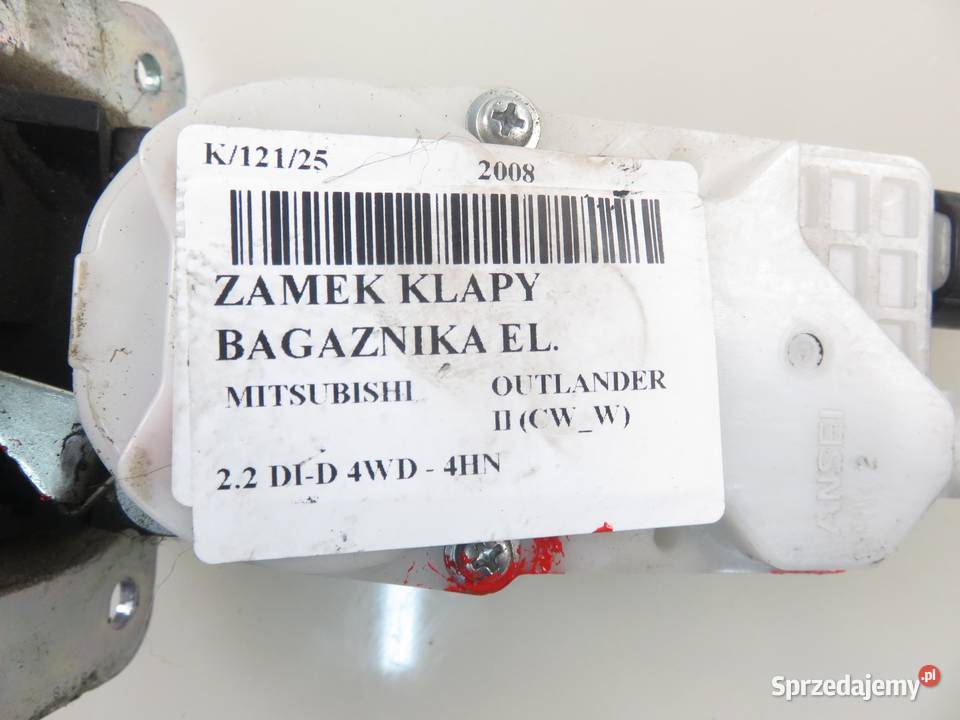 K/121/25 2008
ZAMEK KLAPY
BAGAZNIKA EL.
MITSUBISHI OUTLANDER
II (CW_W)
2.2 DI-D 4WD - 4HN
ANSEI
Sprzedajemy.pl